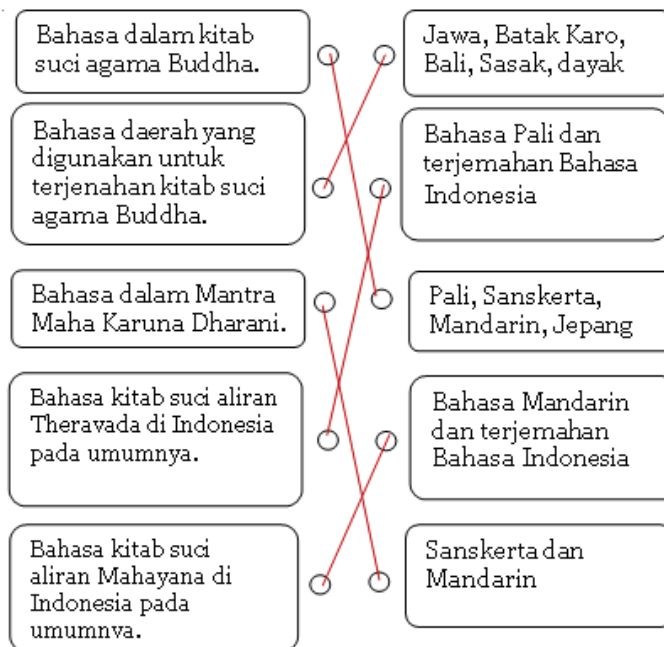 Bahasa dalam kitab
suci agama Buddha.
Jawa, Batak Karo,
Bali, Sasak, dayak
Bahasa daerah yang
digunakan untuk
terjenahan kitab suci
agama Buddha.
Bahasa Pali dan
terjemahan Bahasa
Indonesia
Bahasa dalam Mantra
Maha Karuna Dharani.
Pali, Sanskerta,
Mandarin, Jepang
Bahasa kitab suci aliran
Theravada di Indonesia
pada umumnya.
Bahasa Mandarin
dan terjemahan
Bahasa Indonesia
Bahasa kitab suci
aliran Mahayana di
Indonesia pada
umumnya.
Sanskerta dan
Mandarin